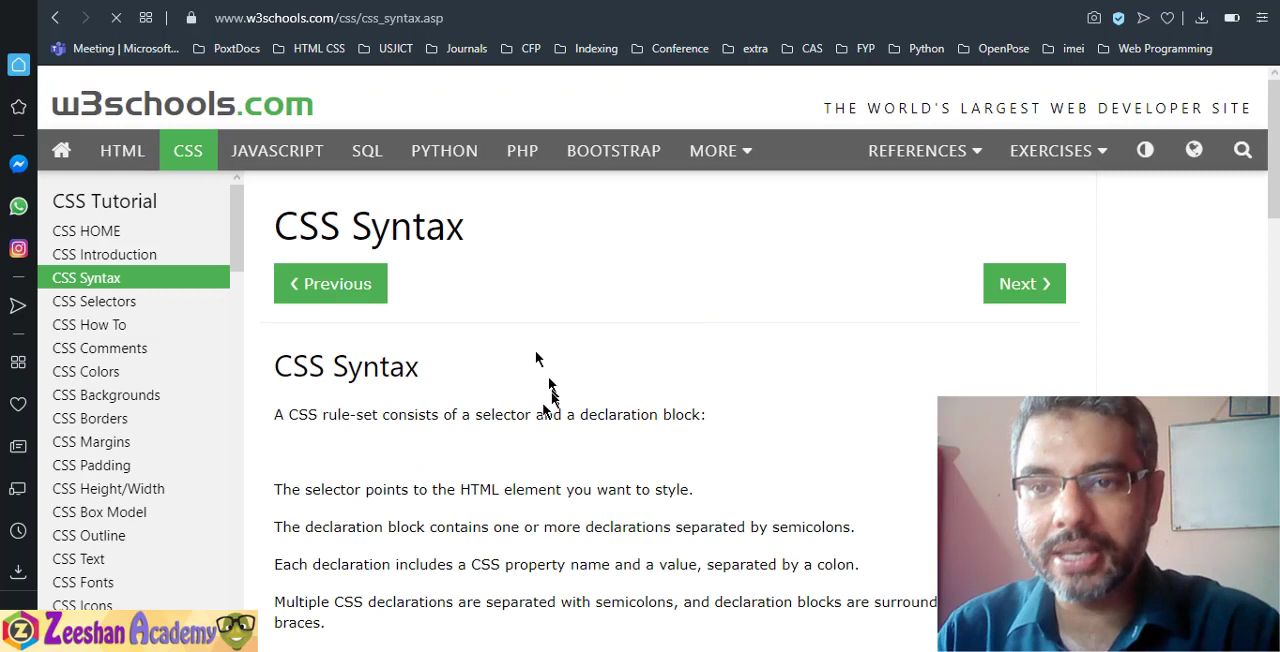 www.w3schools.com/css/css_syntax.asp
Meeting | Microsoft... PoxtDocs HTML CSS USJICT Journals CFP Indexing Conference extra CAS FYP Python OpenPose imei Web Programming
w3schools.com
THE WORLD'S LARGEST WEB DEVELOPER SITE
HTML CSS JAVASCRIPT SQL PYTHON PHP BOOTSTRAP MORE REFERENCES EXERCISES
CSS Tutorial
CSS HOME
CSS Introduction
CSS Syntax
CSS Selectors
CSS How To
CSS Comments
CSS Colors
CSS Backgrounds
CSS Borders
CSS Margins
CSS Padding
CSS Height/Width
CSS Box Model
CSS Outline
CSS Text
CSS Fonts
CSS Icons
CSS Syntax
❮ Previous
Next ❯
CSS Syntax
A CSS rule-set consists of a selector and a declaration block:
The selector points to the HTML element you want to style.
The declaration block contains one or more declarations separated by semicolons.
Each declaration includes a CSS property name and a value, separated by a colon.
Multiple CSS declarations are separated with semicolons, and declaration blocks are surround
braces.
Z Zeeshan Academy